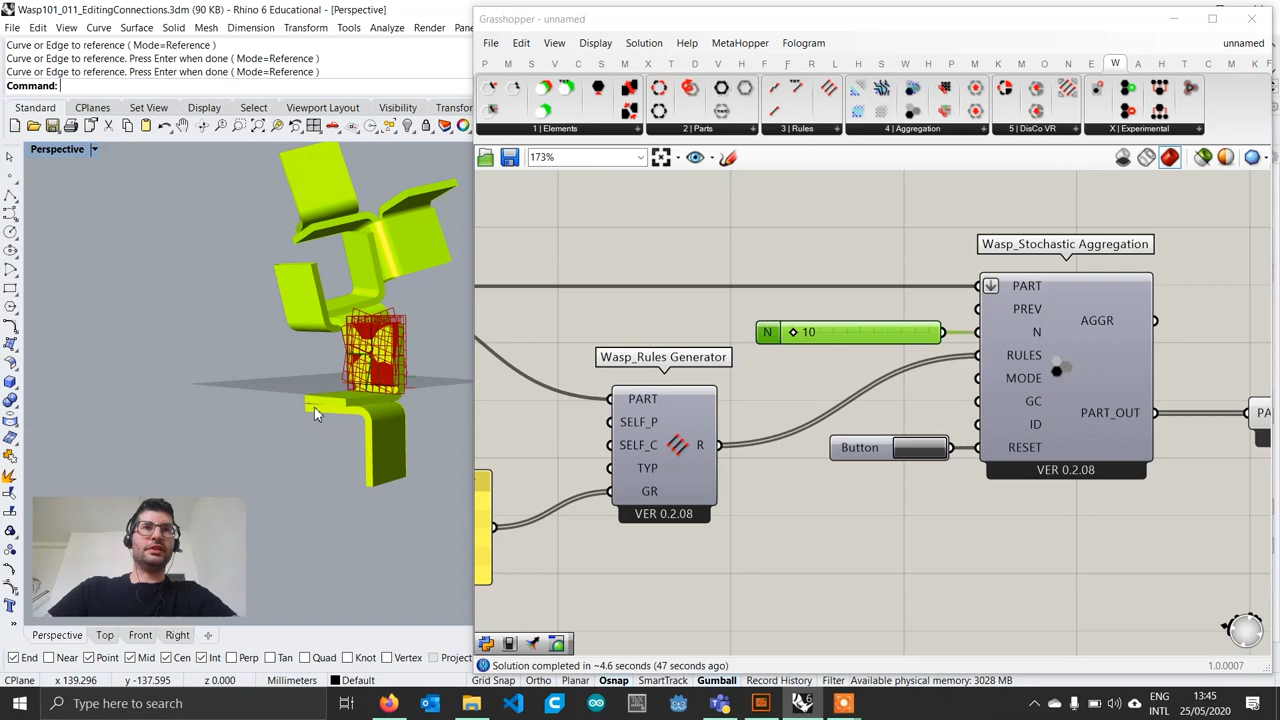 Wasp101_011_EditingConnections.3dm (90 KB) - Rhino 6 Educational - [Perspective]
File Edit View Curve Surface Solid Mesh Dimension Transform Tools Analyze Render Pa
Curve or Edge to reference ( Mode=Reference )
Curve or Edge to reference. Press Enter when done ( Mode=Reference )
Curve or Edge to reference. Press Enter when done ( Mode=Reference )
Command:
Standard CPlanes Set View Display Select Viewport Layout Visibility Transfor
Perspective
Grasshopper - unnamed
File Edit View Display Solution Help MetaHopper Fologram unnamed
P M S V C S M X D M H F R L W A H M K F
1 | Elements 2 | Parts 3 | Rules 4 | Aggregation 5 | DisCo VR X | Experimental
173%
Wasp_Stochastic Aggregation
PART
PREV
N
RULES
MODE
GC
ID
RESET
AGGR
PART_OUT
VER 0.2.08
N 10
Wasp_Rules Generator
PART
SELF_P
SELF_C
TYP
GR
R
VER 0.2.08
Button
PA
Solution completed in ~4.6 seconds (47 seconds ago)
1.0.0007
Perspective Top Front Right
End Near Point Mid Cen Int Perp Tan Quad Knot Vertex Project
CPlane x 139.296 y -137.595 z 0.000 Millimeters Default Grid Snap Ortho Planar Osnap SmartTrack Gumball Record History Filter Available physical memory: 3028 MB
Type here to search
ENG
INTL
13:45
25/05/2020